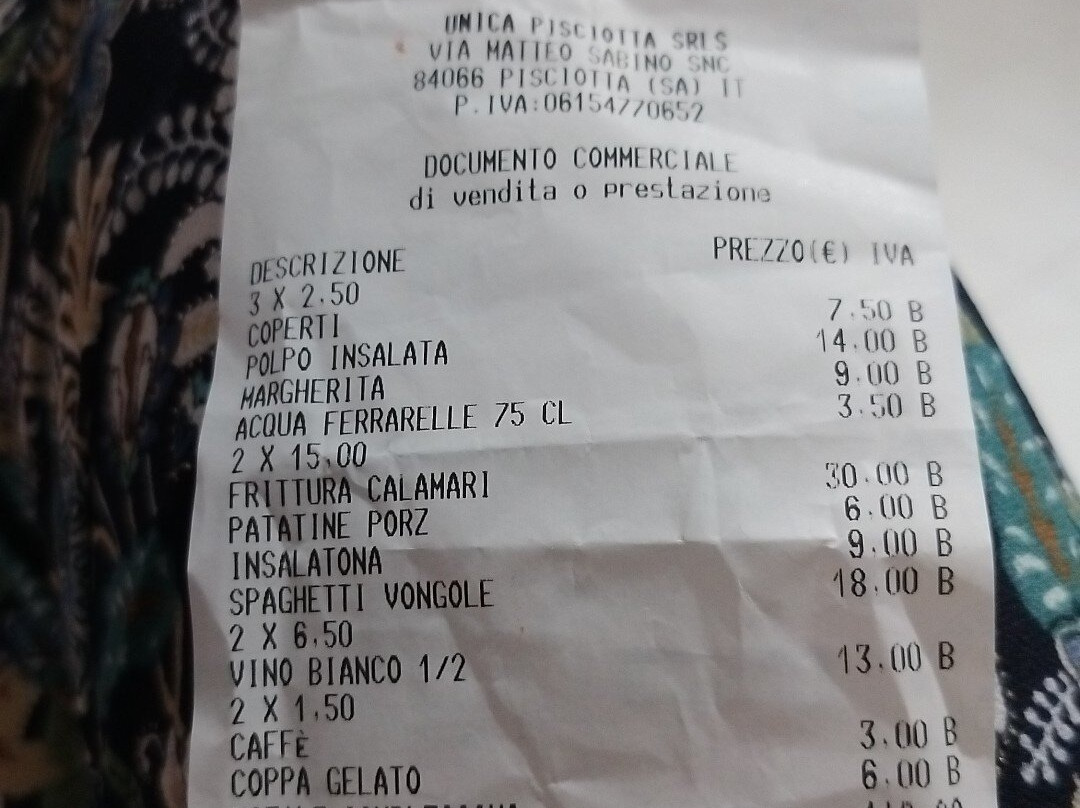 UNICA PISCIOTTA SRLS
VIA MATTEO SABINO SNC
84066 PISCIOTTA (SA) IT
P.IVA:06154770652
DOCUMENTO COMMERCIALE
di vendita o prestazione
DESCRIZIONE PREZZO(€) IVA
3 X 2.50
COPERTI 7.50 B
POLPO INSALATA 14.00 B
MARGHERITA 9.00 B
ACQUA FERRARELLE 75 CL 3.50 B
2 X 15.00
FRITTURA CALAMARI 30.00 B
PATATINE PORZ 6.00 B
INSALATONA 9.00 B
SPAGHETTI VONGOLE 18.00 B
2 X 6.50
VINO BIANCO 1/2 13.00 B
2 X 1.50
CAFFÈ 3.00 B
COPPA GELATO 6.00 B